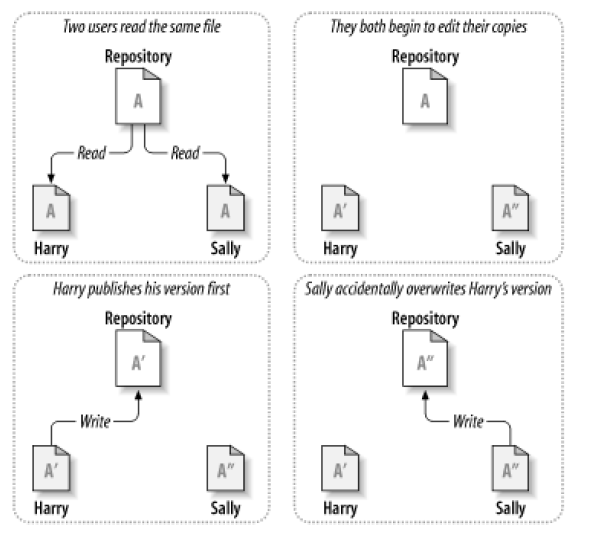 Two users read the same file
Repository
A
Read
Read
A
A
Harry
Sally
They both begin to edit their copies
Repository
A
A'
A"
Harry
Sally
Harry publishes his version first
Repository
A'
Write
A'
A"
Harry
Sally
Sally accidentally overwrites Harry's version
Repository
A"
Write
A'
A"
Harry
Sally